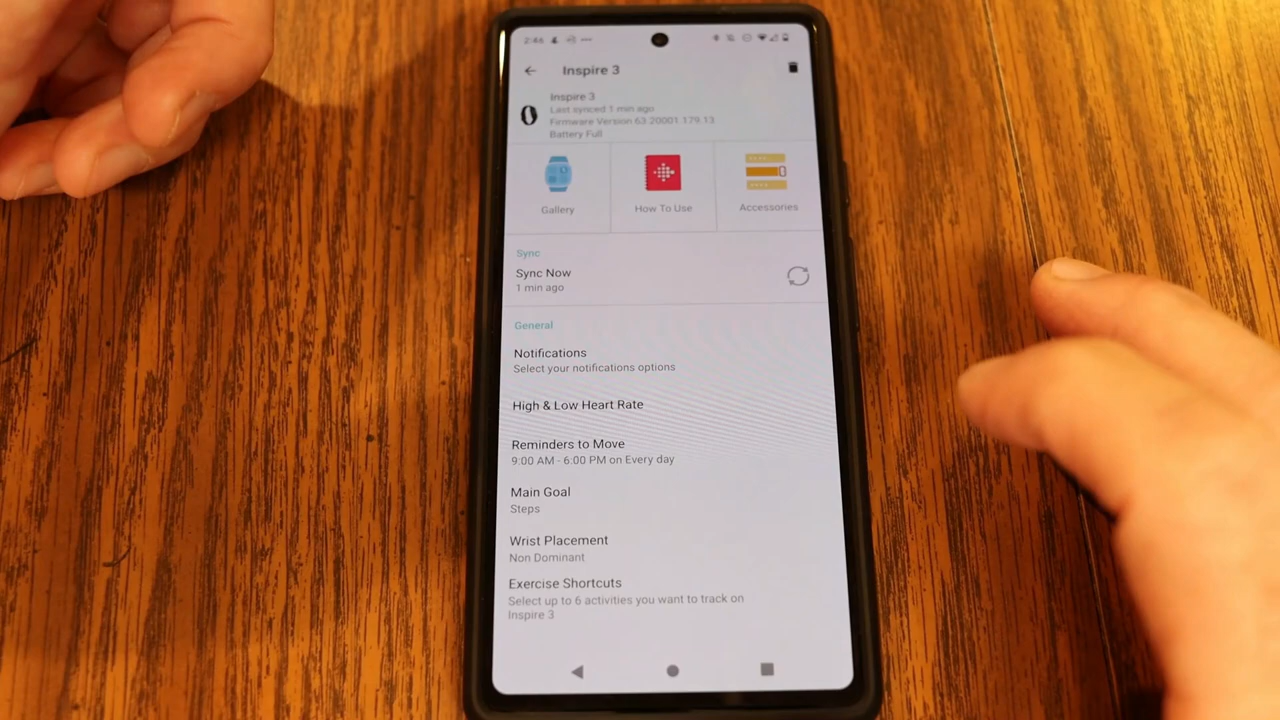 2:46
Inspire 3
Inspire 3
Last synced 1 min ago
Firmware Version 63 20001.179.13
Battery Full
Gallery
How To Use
Accessories
Sync
Sync Now
1 min ago
General
Notifications
Select your notifications options
High & Low Heart Rate
Reminders to Move
9:00 AM - 6:00 PM on Every day
Main Goal
Steps
Wrist Placement
Non Dominant
Exercise Shortcuts
Select up to 6 activities you want to track on
Inspire 3